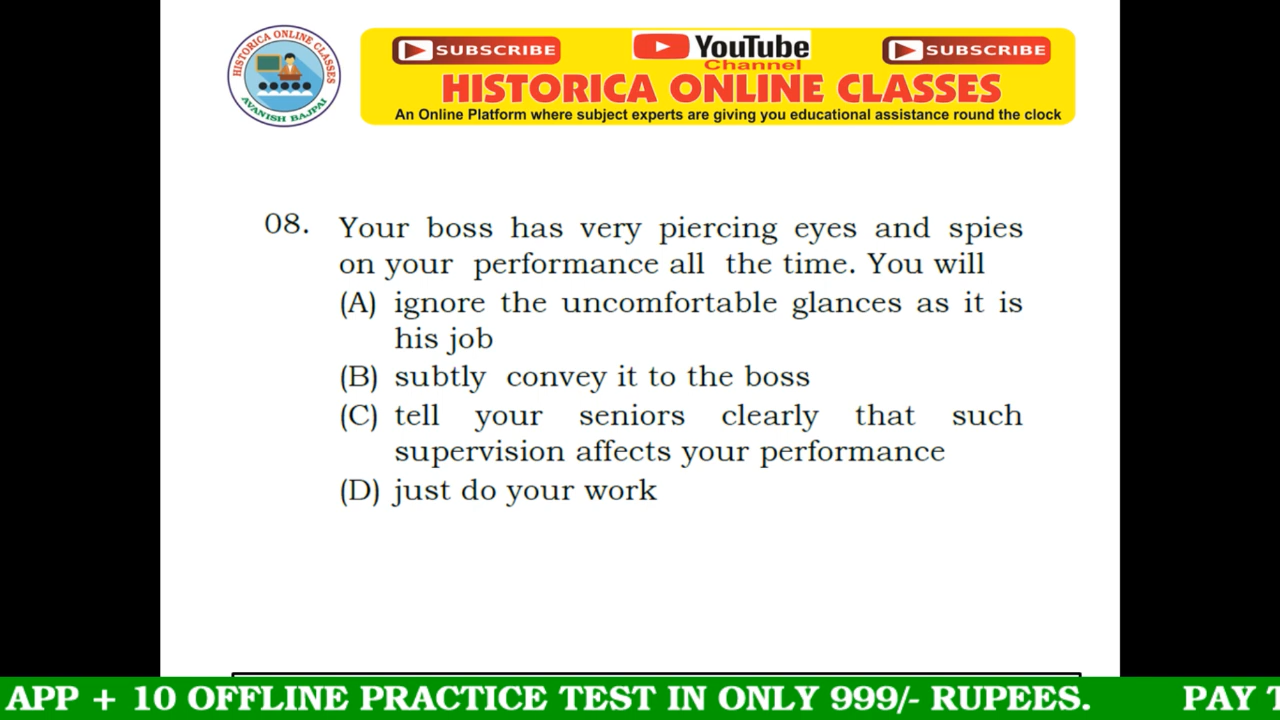 HISTORICA ONLINE CLASSES
AVANISH BAJPAI
SUBSCRIBE
YouTube
SUBSCRIBE
Channel
HISTORICA ONLINE CLASSES
An Online Platform where subject experts are giving you educational assistance round the clock
08. Your boss has very piercing eyes and spies
on your performance all the time. You will
(A) ignore the uncomfortable glances as it is
his job
(B) subtly convey it to the boss
(C) tell your seniors clearly that such
supervision affects your performance
(D) just do your work
APP + 10 OFFLINE PRACTICE TEST IN ONLY 999/- RUPEES. PAY T